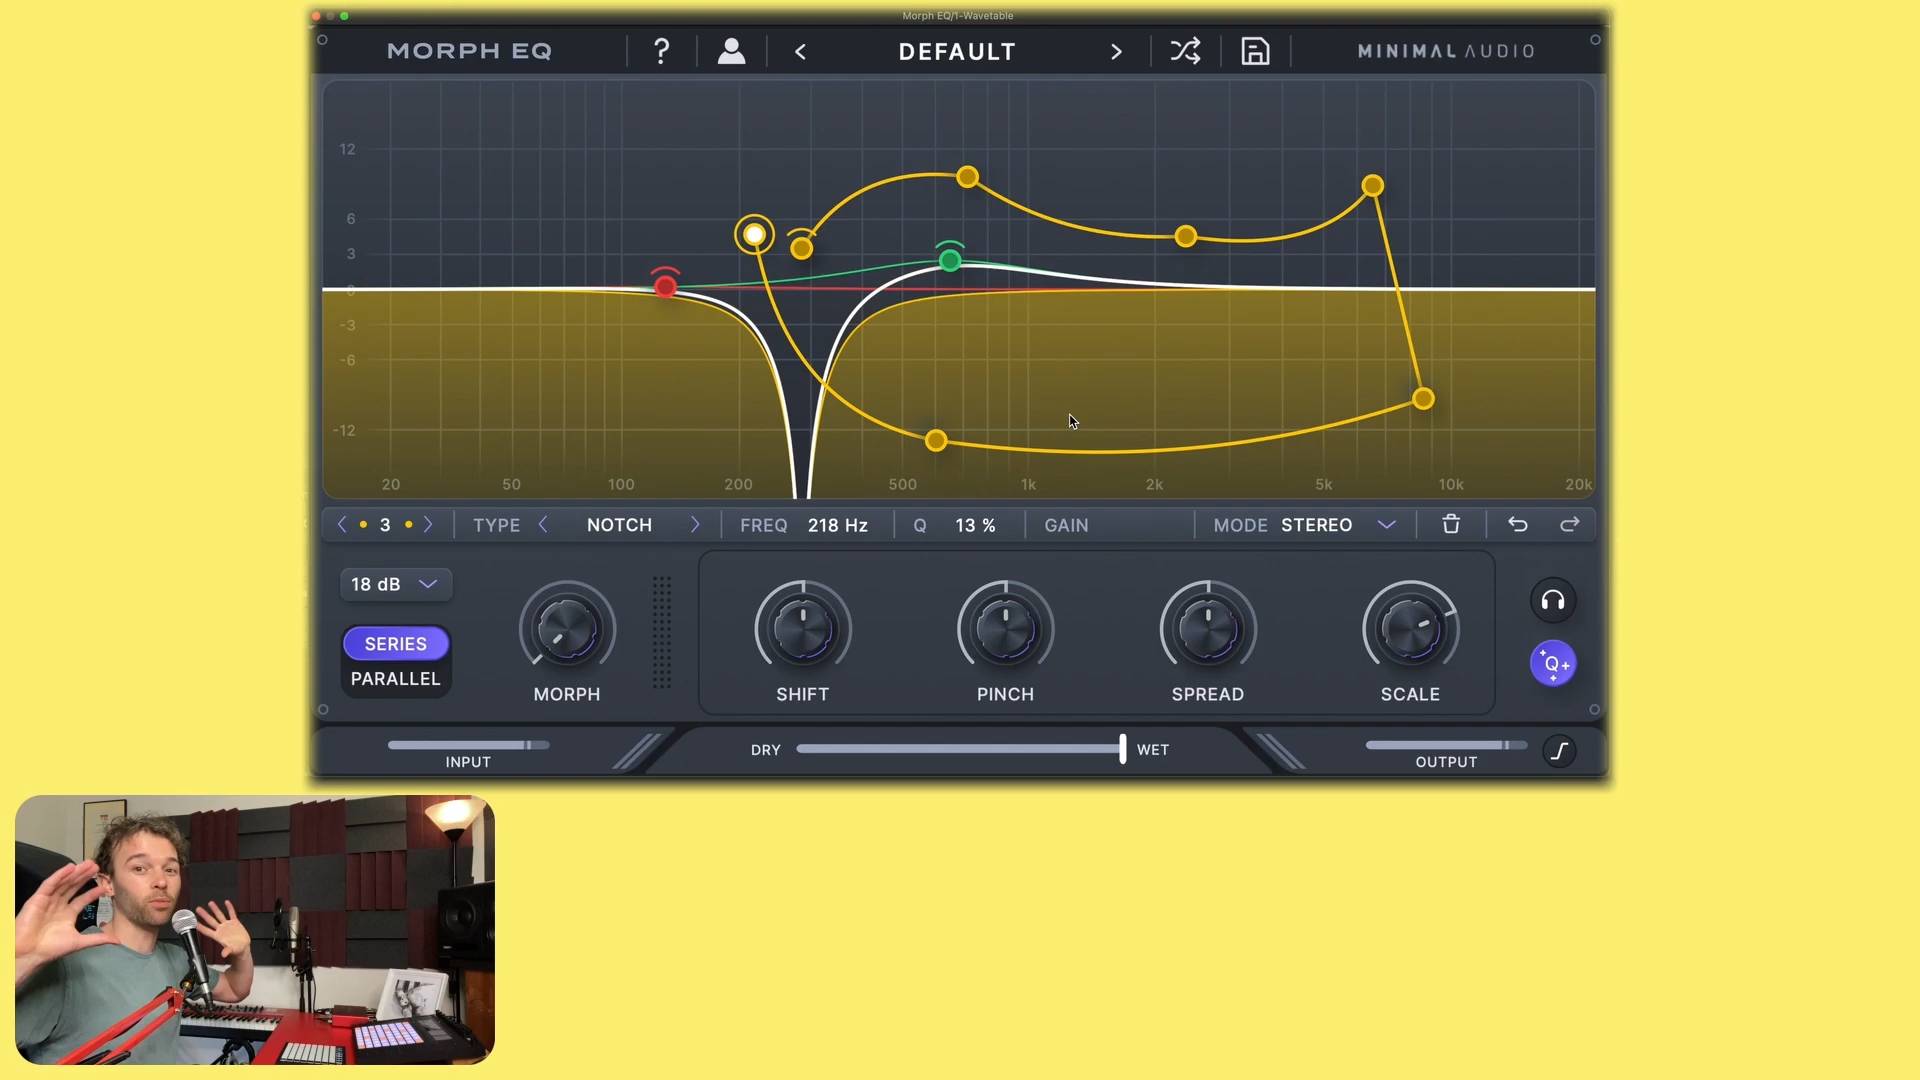 Morph EQ/1-Wavetable
MORPH EQ
?
DEFAULT
MINIMAL AUDIO
12
6
3
0
-3
-6
-12
20 50 100 200 500 1k 2k 5k 10k 20k
3 TYPE NOTCH FREQ 218 Hz Q 13 % GAIN MODE STEREO
18 dB
SERIES
PARALLEL
MORPH SHIFT PINCH SPREAD SCALE
Q
INPUT
DRY WET
OUTPUT